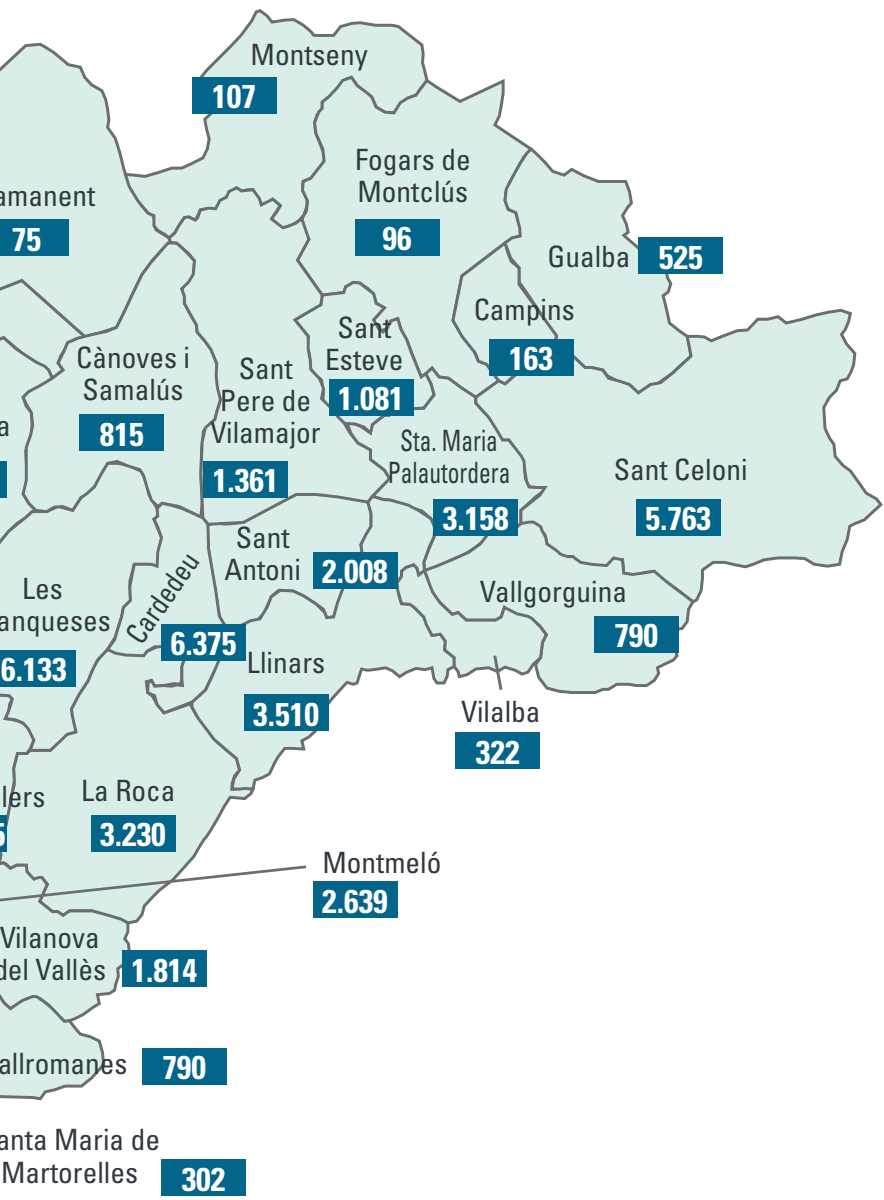 Montseny
107
amanent
75
Fogars de
Montclús
96
Gualba
525
Campins
163
Cànoves i
Samalús
815
Sant
Esteve
1.081
Sant
Pere de
Vilamajor
1.361
a
Sta. Maria
Palautordera
3.158
Sant Celoni
5.763
Sant
Antoni
2.008
Cardedeu
6.375
Les
anqueses
6.133
Vallgorguina
790
Llinars
3.510
Vilalba
322
llers
5
La Roca
3.230
Montmeló
2.639
Vilanova
del Vallès
1.814
allromanes
790
anta Maria de
Martorelles
302